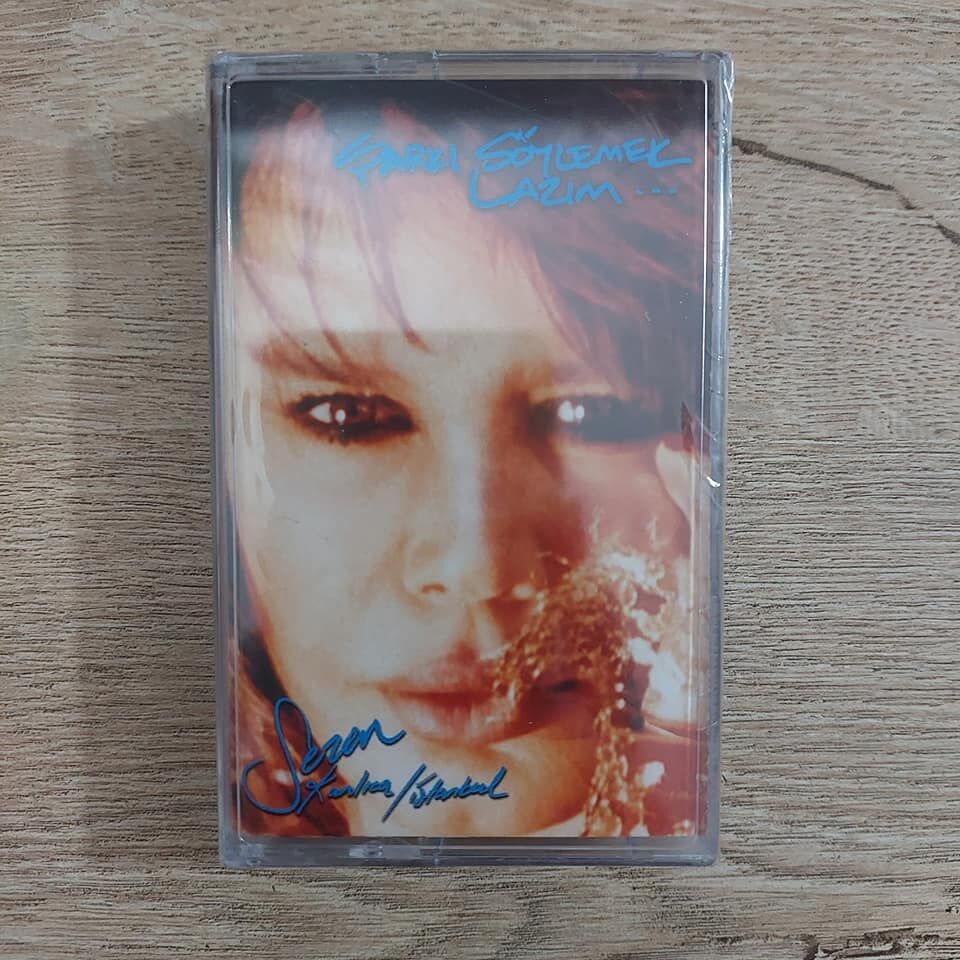 ŞARKI SÖYLEMEK
LAZIM ...
Sezen
Kanlıca/İstanbul